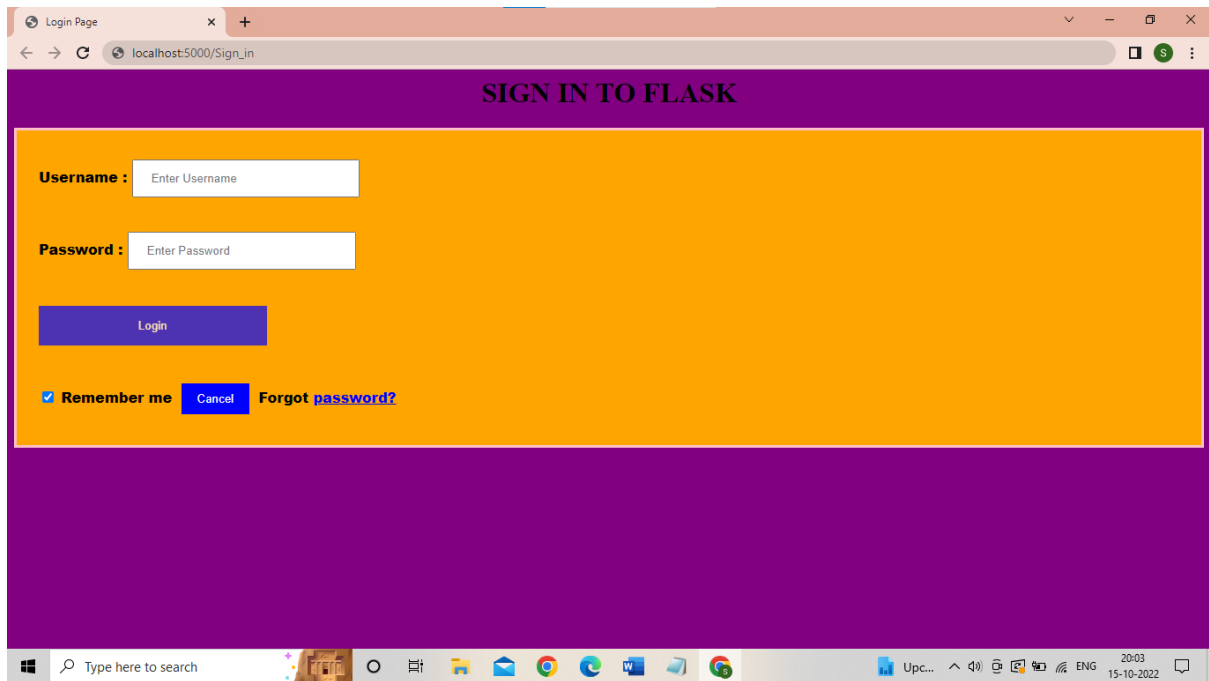 Login Page
localhost:5000/Sign_in
S
SIGN IN TO FLASK
Username : Enter Username
Password : Enter Password
Login
Remember me Cancel Forgot password?
Type here to search
W
S
Upc... ENG
20:03
15-10-2022